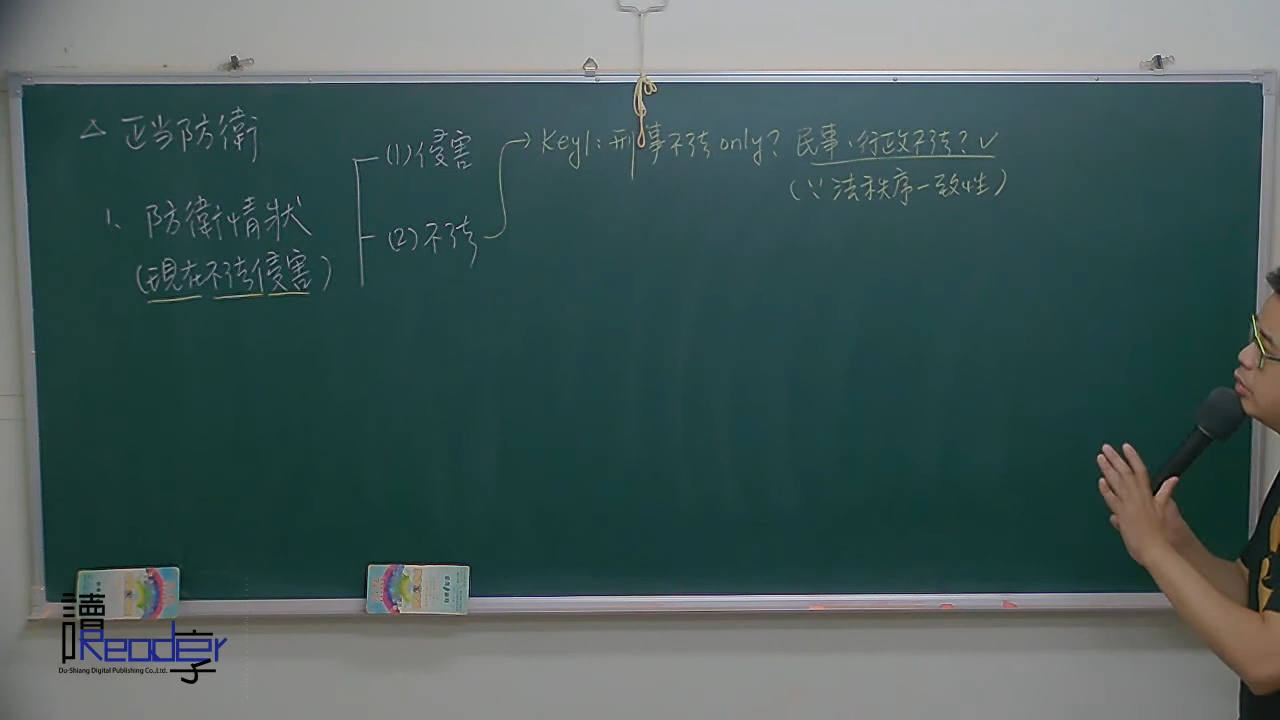 △ 正当防衛
1. 防衛情狀
(現在不法侵害)
(1) 侵害
(2) 不法
→ Key1: 刑事不法 only? 民事、行政不法? ✓
(∵ 法秩序一致性)
讀享
Reader
Du-Shiang Digital Publishing Co.,Ltd.